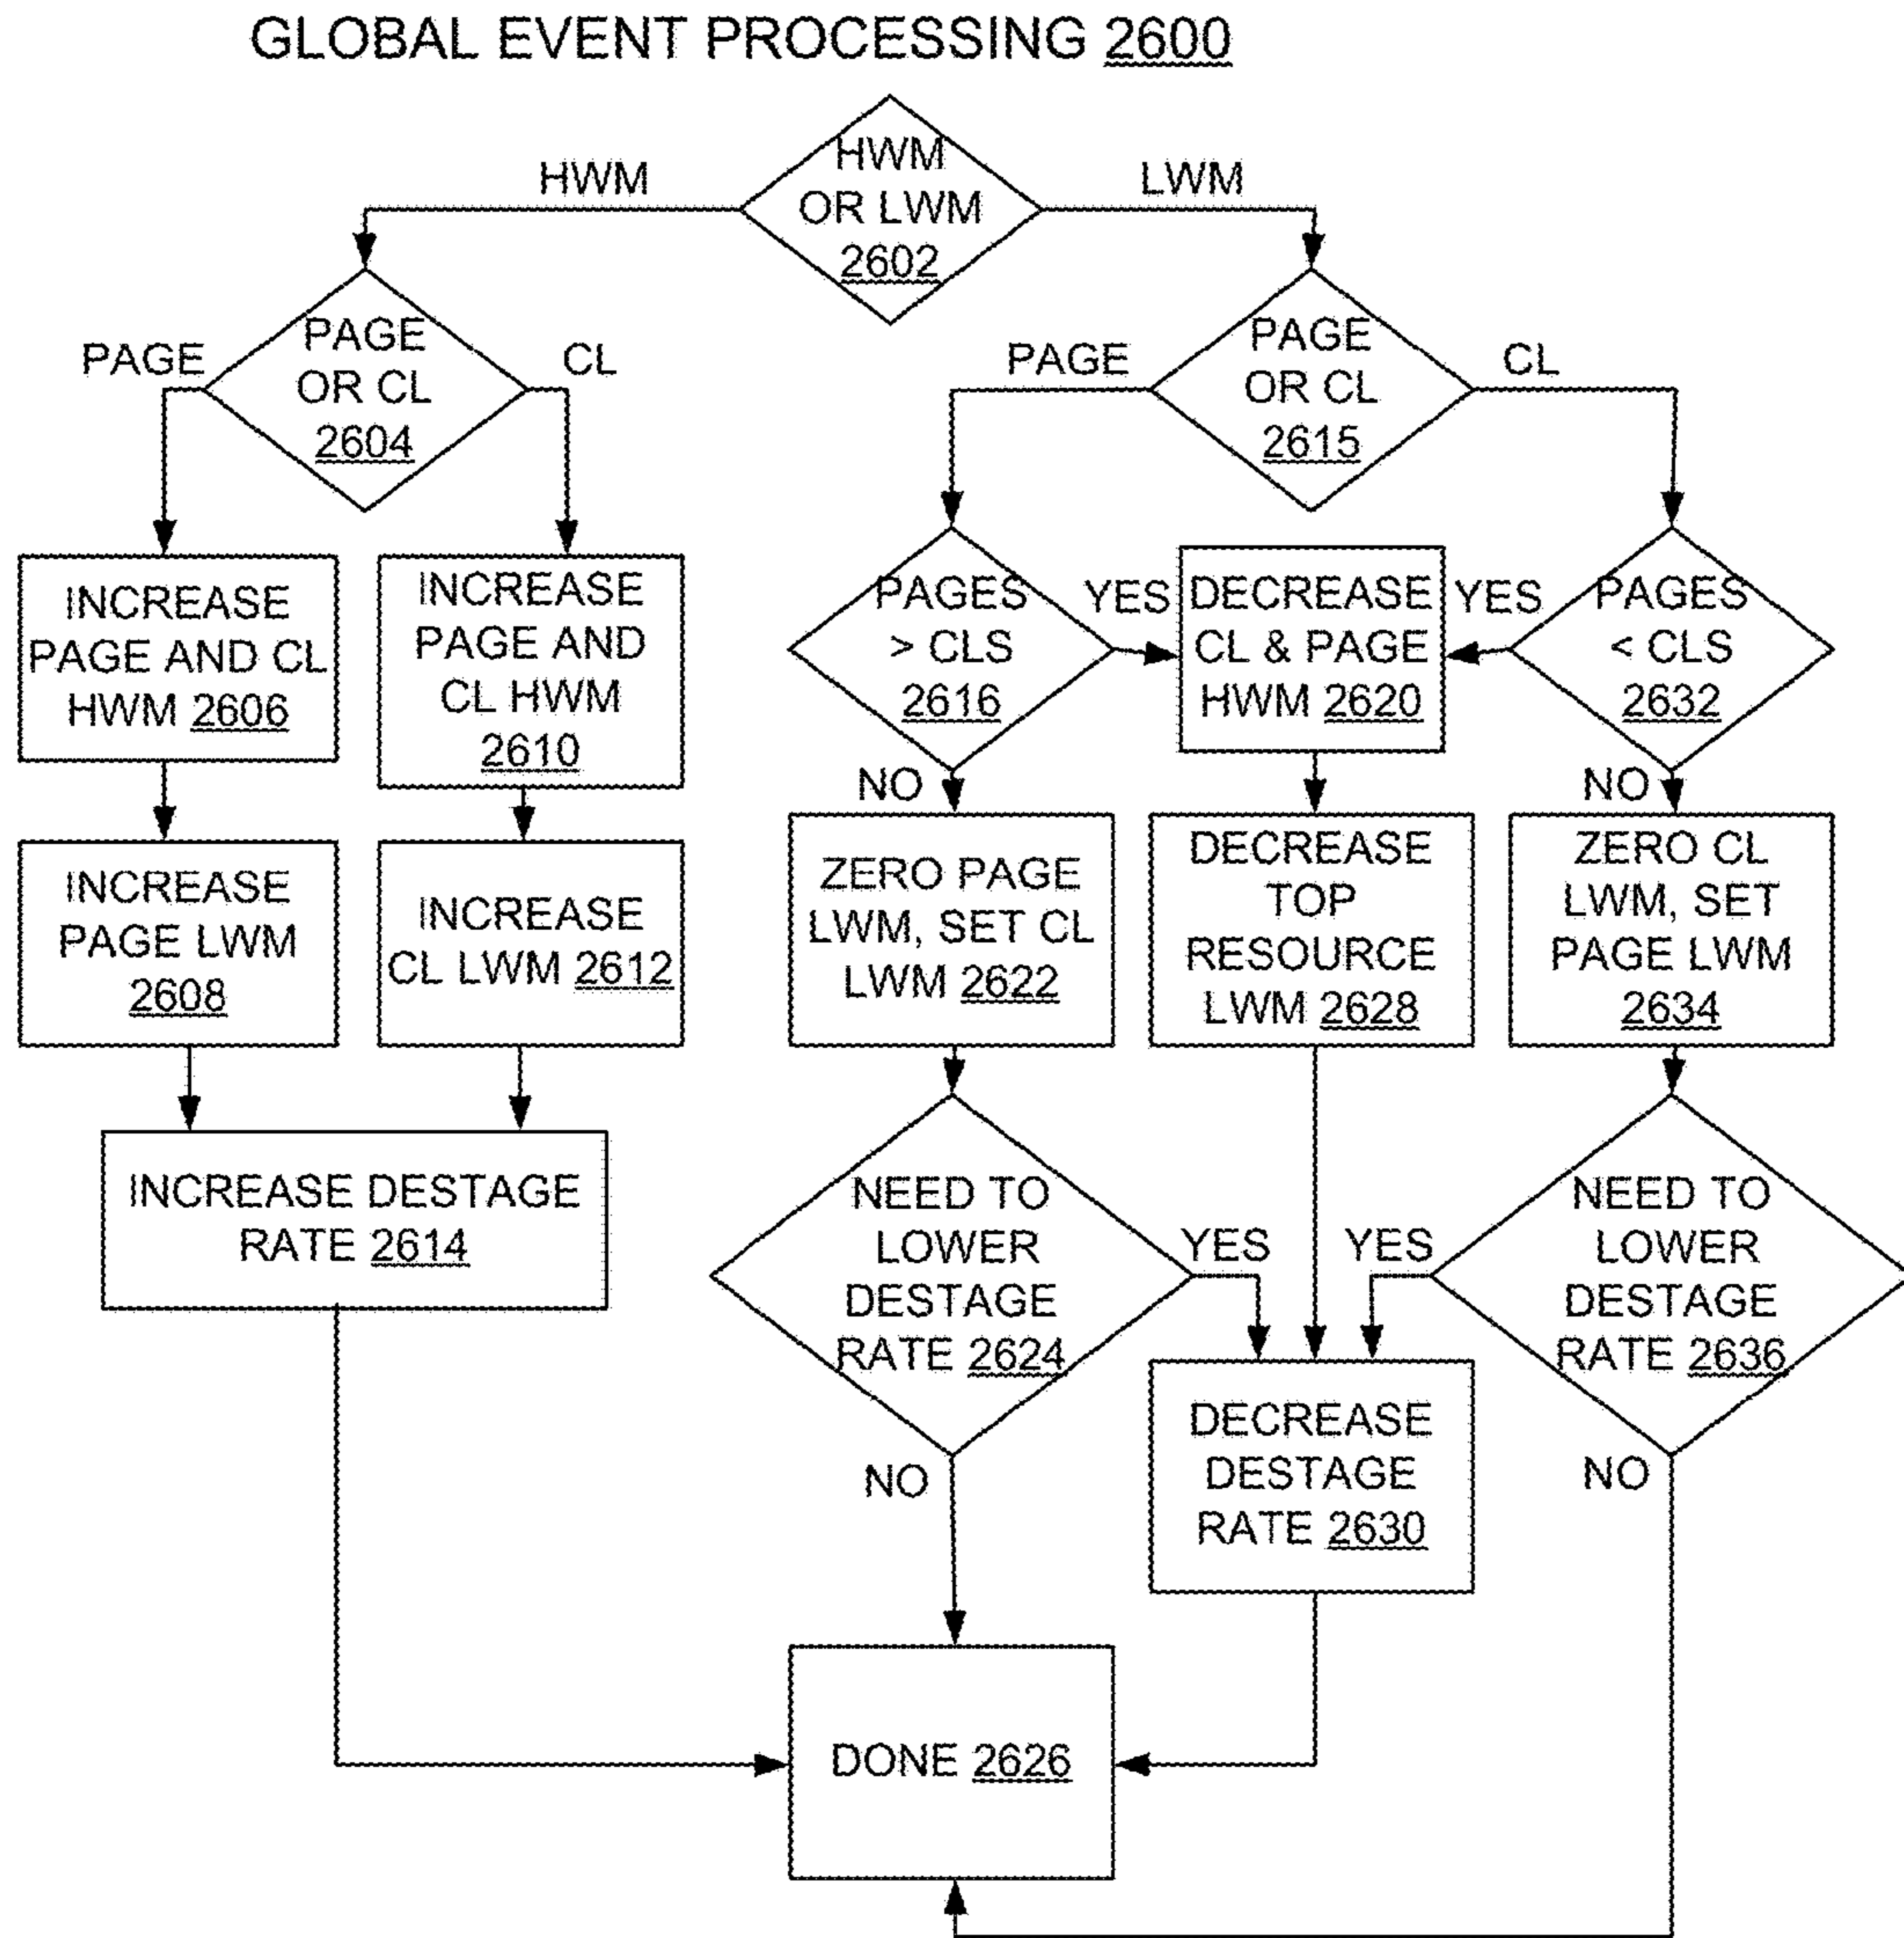 GLOBAL EVENT PROCESSING 2600
HWM
OR LWM
2602
HWM
LWM
PAGE
OR CL
2604
PAGE
CL
PAGE
OR CL
2615
PAGE
CL
INCREASE
PAGE AND CL
HWM 2606
INCREASE
PAGE AND
CL HWM
2610
PAGES
> CLS
2616
YES
DECREASE
CL & PAGE
HWM 2620
YES
PAGES
< CLS
2632
NO
NO
INCREASE
PAGE LWM
2608
INCREASE
CL LWM 2612
ZERO PAGE
LWM, SET CL
LWM 2622
DECREASE
TOP
RESOURCE
LWM 2628
ZERO CL
LWM, SET
PAGE LWM
2634
INCREASE DESTAGE
RATE 2614
NEED TO
LOWER
DESTAGE
RATE 2624
YES
YES
NEED TO
LOWER
DESTAGE
RATE 2636
NO
DECREASE
DESTAGE
RATE 2630
NO
DONE 2626